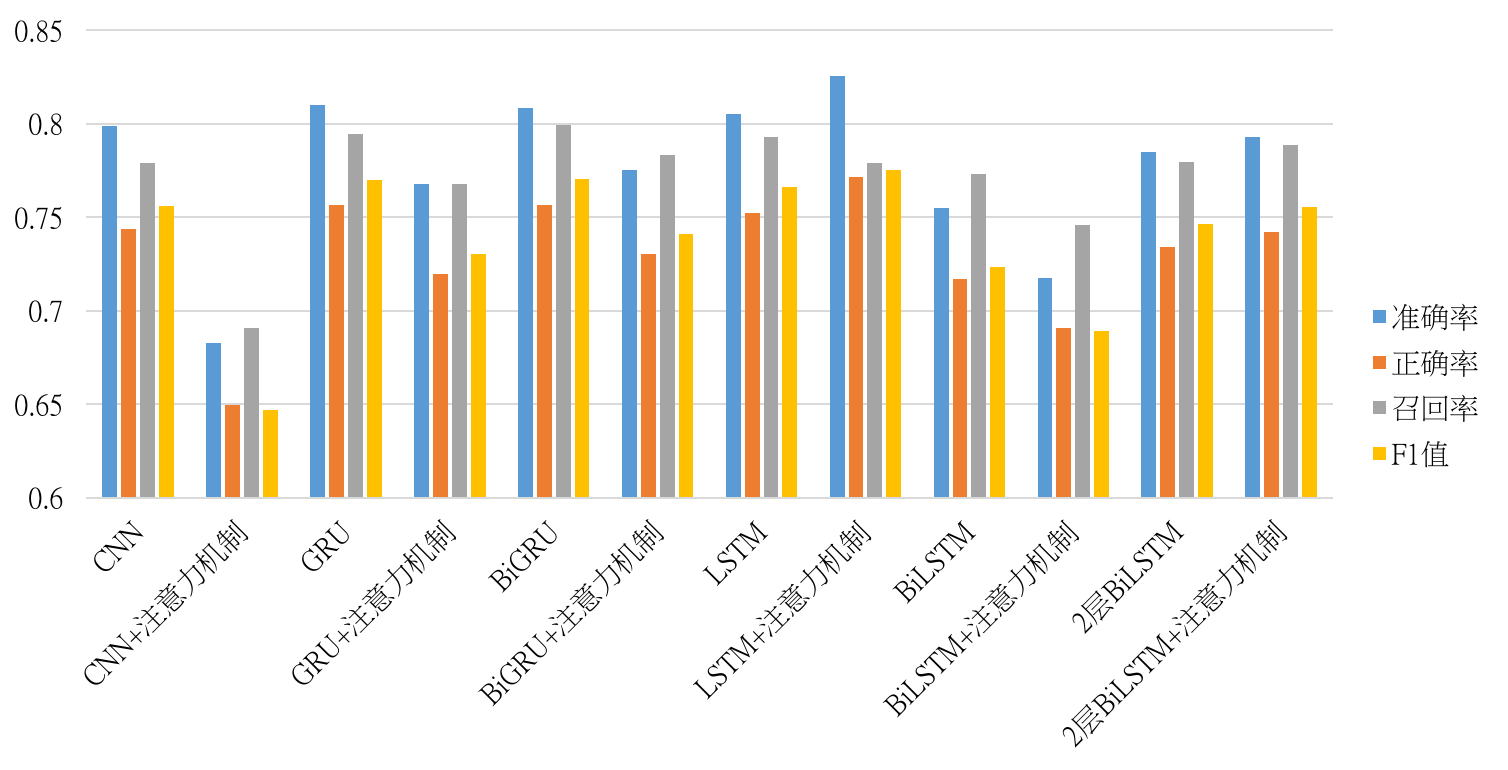 0.85
0.8
0.75
0.7
0.65
0.6
CNN
CNN+注意力机制
GRU
GRU+注意力机制
BiGRU
BiGRU+注意力机制
LSTM
LSTM+注意力机制
BiLSTM
BiLSTM+注意力机制
2层BiLSTM
2层BiLSTM+注意力机制
准确率
正确率
召回率
F1值